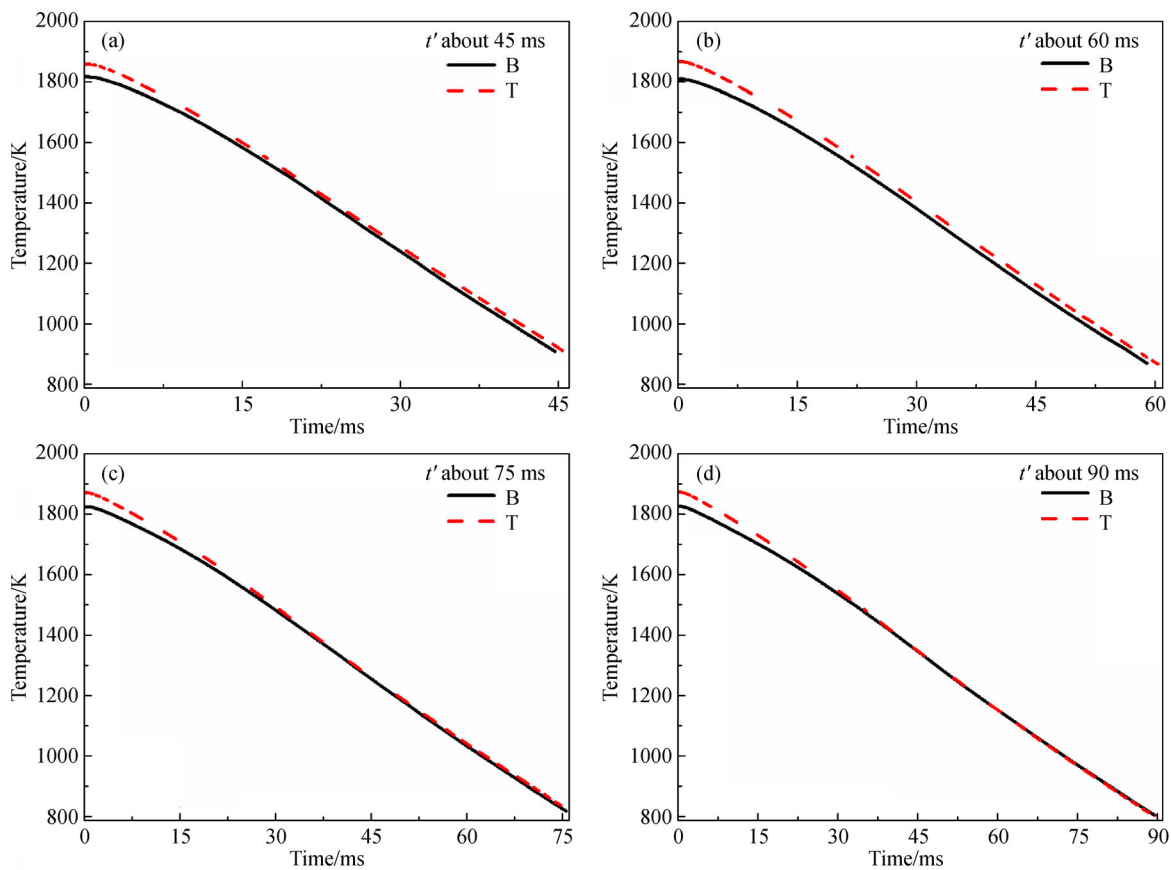 (a)
t′ about 45 ms
B
T
2000
1800
1600
1400
1200
1000
800
Temperature/K
0
15
30
45
Time/ms
(b)
t′ about 60 ms
B
T
2000
1800
1600
1400
1200
1000
800
Temperature/K
0
15
30
45
60
Time/ms
(c)
t′ about 75 ms
B
T
2000
1800
1600
1400
1200
1000
800
Temperature/K
0
15
30
45
60
75
Time/ms
(d)
t′ about 90 ms
B
T
2000
1800
1600
1400
1200
1000
800
Temperature/K
0
15
30
45
60
75
90
Time/ms